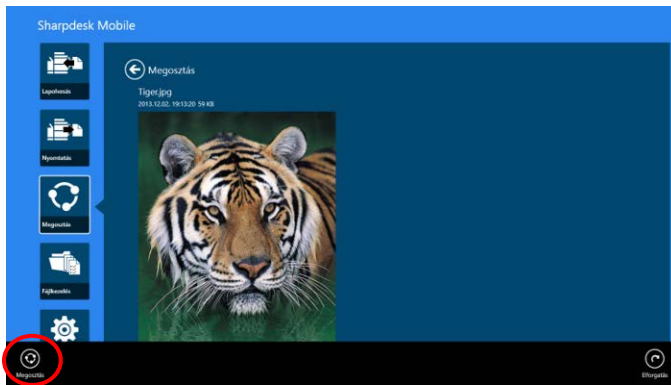 Sharpdesk Mobile
Lapolvasás
Nyomtatás
Megosztás
Fájlkezelés
Megosztás
Tiger.jpg
2013.12.02. 19:13:20 59 KB
Megosztás
Elforgatás